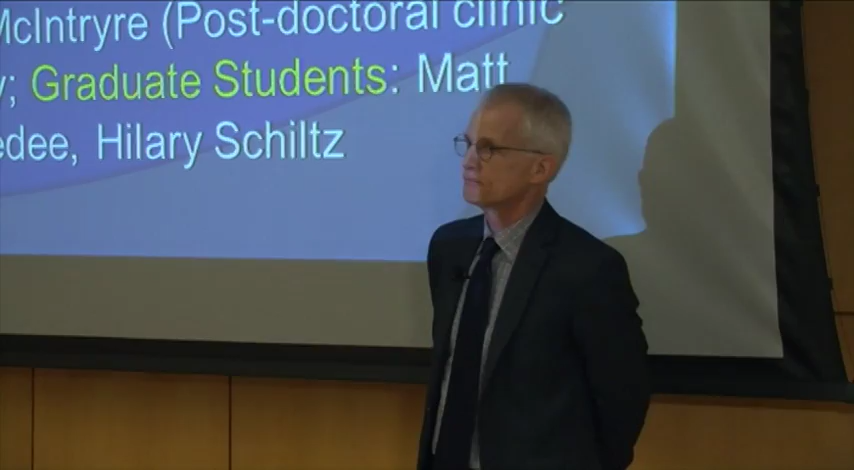 McIntryre (Post-doctoral clinic
; Graduate Students: Matt
edee, Hilary Schiltz